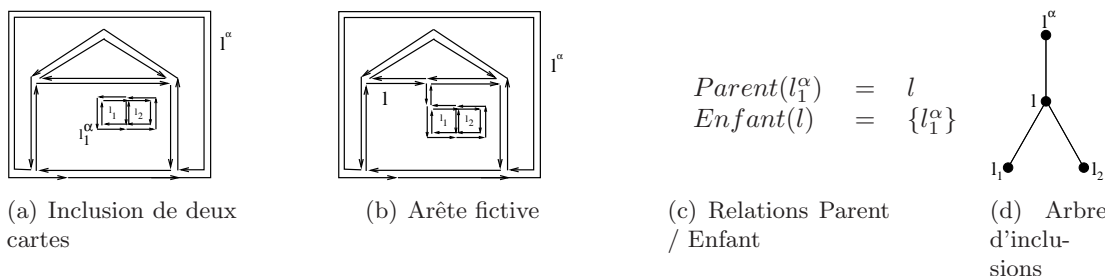 l^α
l_1
l_2
l_1^α
(a) Inclusion de deux
cartes
l^α
l
l_1
l_2
(b) Arête fictive
Parent(l_1^α) = l
Enfant(l) = {l_1^α}
(c) Relations Parent
/ Enfant
l^α
l
l_1
l_2
(d) Arbre
d'inclu-
sions